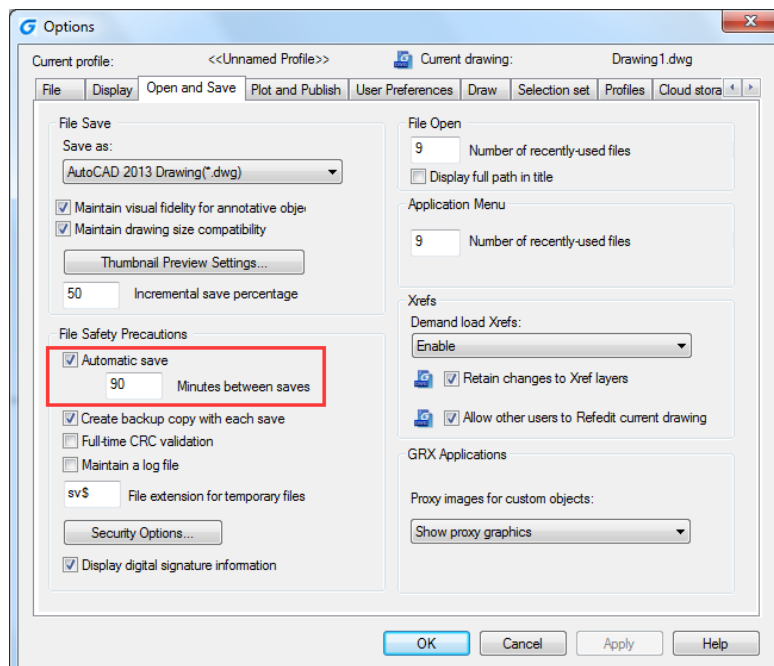 Options
Current profile: <<Unnamed Profile>> Current drawing: Drawing1.dwg
File Display Open and Save Plot and Publish User Preferences Draw Selection set Profiles Cloud stora
File Save
Save as:
AutoCAD 2013 Drawing(*.dwg)
Maintain visual fidelity for annotative obje
Maintain drawing size compatibility
Thumbnail Preview Settings...
50 Incremental save percentage
File Safety Precautions
Automatic save
90 Minutes between saves
Create backup copy with each save
Full-time CRC validation
Maintain a log file
sv$ File extension for temporary files
Security Options...
Display digital signature information
File Open
9 Number of recently-used files
Display full path in title
Application Menu
9 Number of recently-used files
Xrefs
Demand load Xrefs:
Enable
Retain changes to Xref layers
Allow other users to Refedit current drawing
GRX Applications
Proxy images for custom objects:
Show proxy graphics
OK Cancel Apply Help